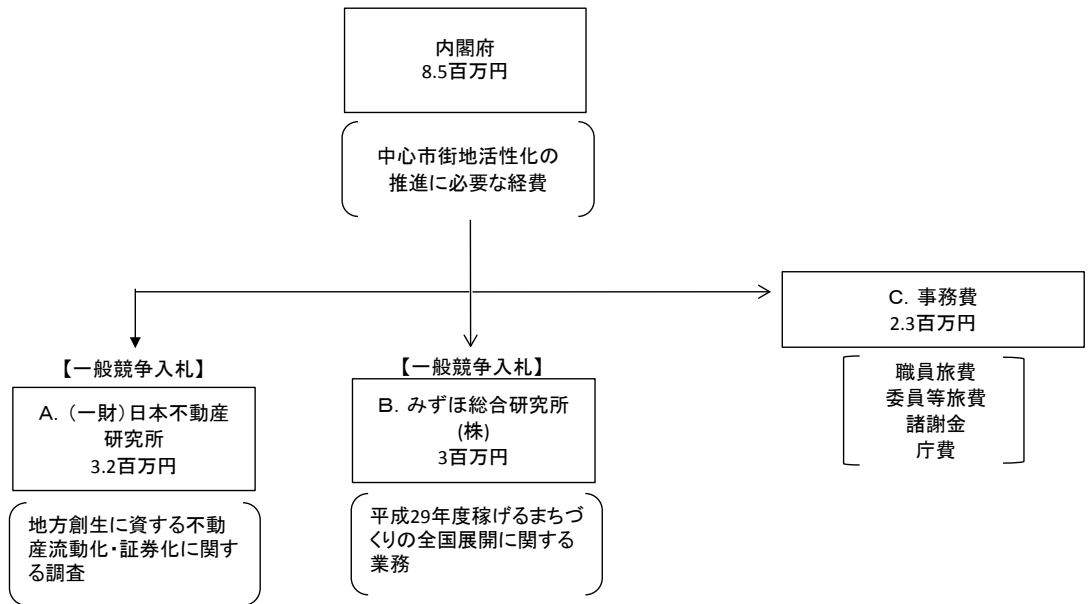 内閣府
8.5百万円
中心市街地活性化の
推進に必要な経費
【一般競争入札】
A．（一財）日本不動産
研究所
3.2百万円
地方創生に資する不動
産流動化・証券化に関す
る調査
【一般競争入札】
B．みずほ総合研究所
(株)
3百万円
平成29年度稼げるまちづ
くりの全国展開に関する
業務
C．事務費
2.3百万円
職員旅費
委員等旅費
諸謝金
庁費